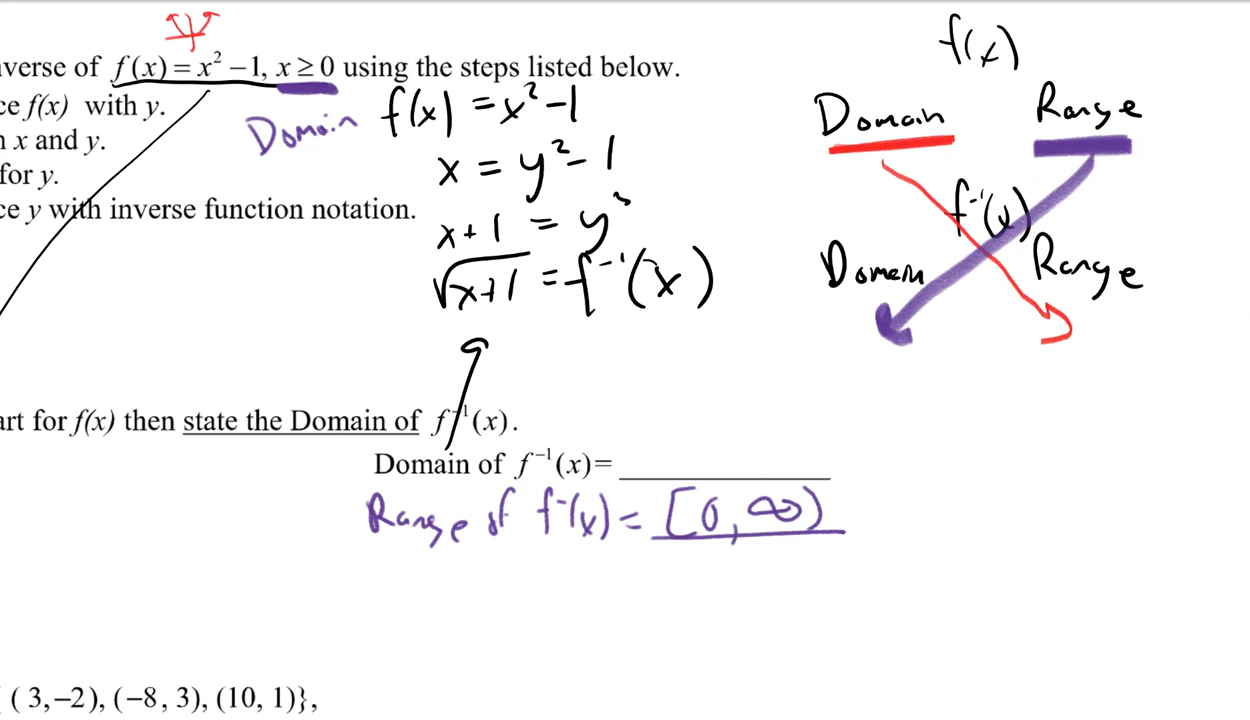 f(x)
verse of f(x) = x² − 1, x ≥ 0 using the steps listed below.
Domain Range
ce f(x) with y.
Domain f(x) = x² - 1
n x and y.
x = y² - 1
for y.
f⁻¹(x)
ce y with inverse function notation.
x + 1 = y²
Domain Range
√x+1 = f⁻¹(x)
art for f(x) then state the Domain of f⁻¹(x).
Domain of f⁻¹(x)= ____________
Range of f⁻¹(x) = [0, ∞)
( 3,−2), (−8, 3), (10, 1)},